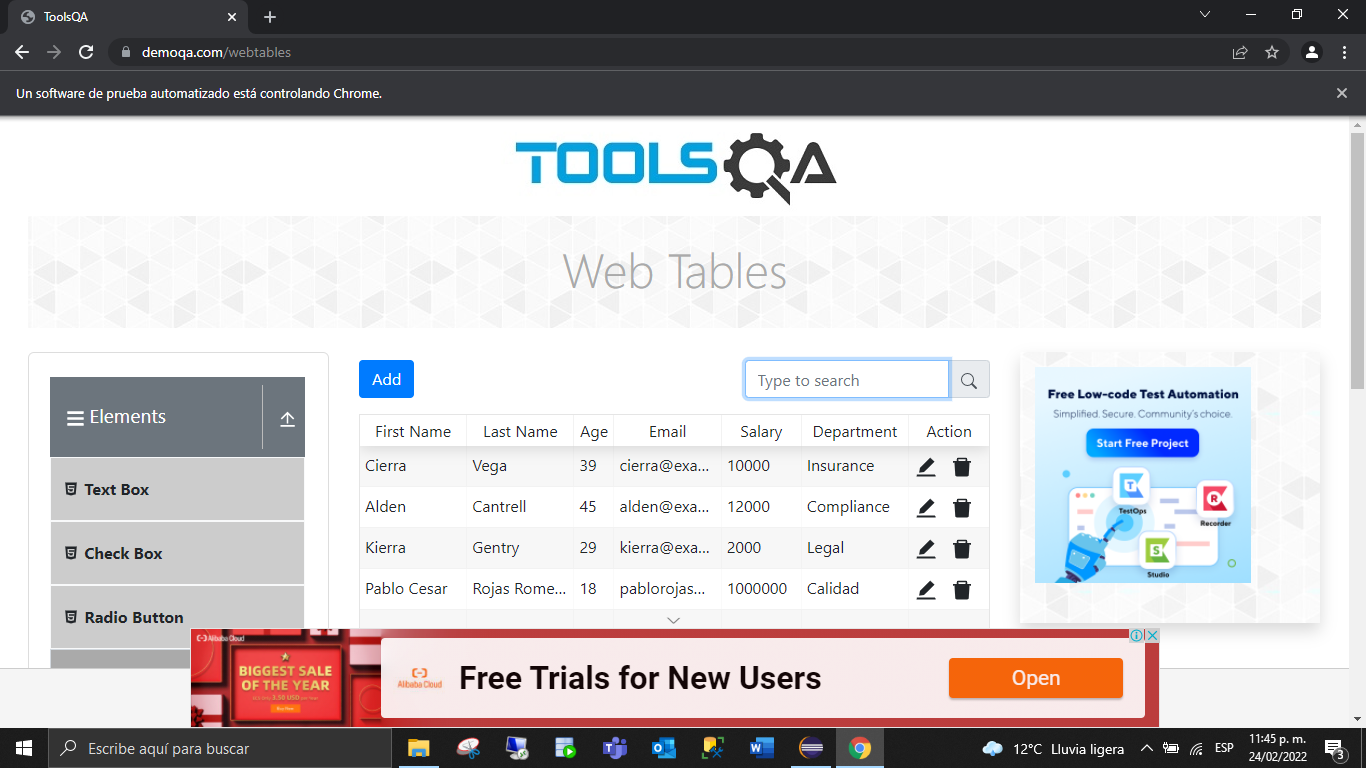 ToolsQA
demoqa.com/webtables
Un software de prueba automatizado está controlando Chrome.
TOOLSQA
Web Tables
Elements
Text Box
Check Box
Radio Button
Add
Type to search
First Name Last Name Age Email Salary Department Action
Cierra Vega 39 cierra@exa... 10000 Insurance
Alden Cantrell 45 alden@exa... 12000 Compliance
Kierra Gentry 29 kierra@exa... 2000 Legal
Pablo Cesar Rojas Rome... 18 pablorojas... 1000000 Calidad
Free Low-code Test Automation
Simplified. Secure. Community's choice.
Start Free Project
TestOps
Recorder
Studio
Alibaba Cloud
BIGGEST SALE
OF THE YEAR
Alibaba Cloud
Free Trials for New Users
Open
Escribe aquí para buscar
12°C Lluvia ligera
ESP
11:45 p. m.
24/02/2022
3